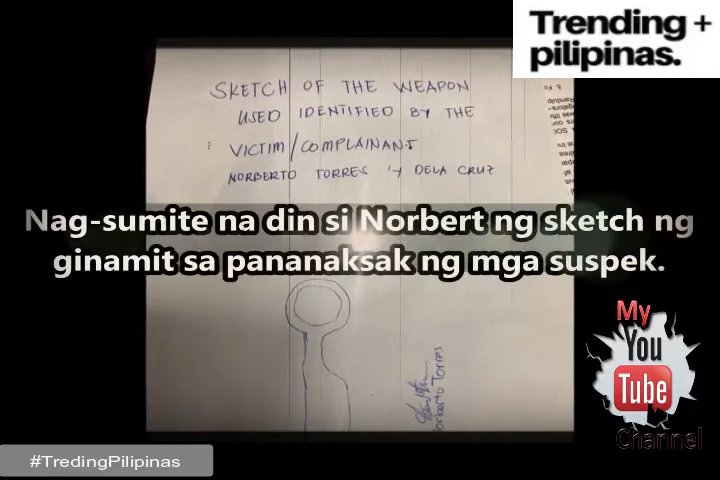 Trending +
pilipinas.
SKETCH OF THE WEAPON
USED IDENTIFIED BY THE
VICTIM/COMPLAINANT
NORBERTO TORRES Y DELA CRUZ
Nag-sumite na din si Norbert ng sketch ng
ginamit sa pananaksak ng mga suspek.
Norberto Torres
My
You
Tube
Channel
#TredingPilipinas